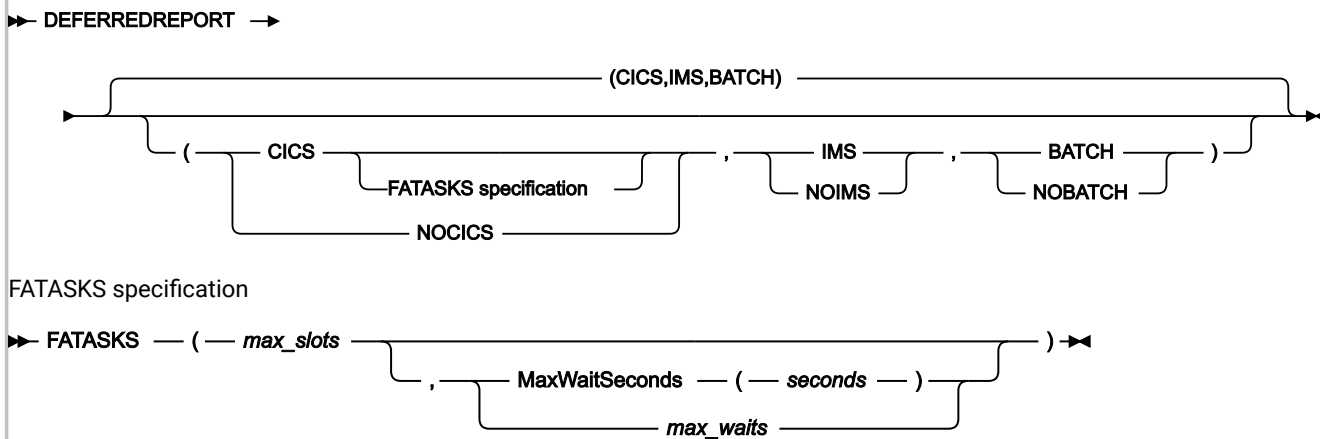 DEFERREDREPORT
(CICS,IMS,BATCH)
( CICS , IMS , BATCH )
FATASKS specification NOIMS NOBATCH
NOCICS
FATASKS specification
FATASKS ( max_slots )
, MaxWaitSeconds ( seconds )
max_waits